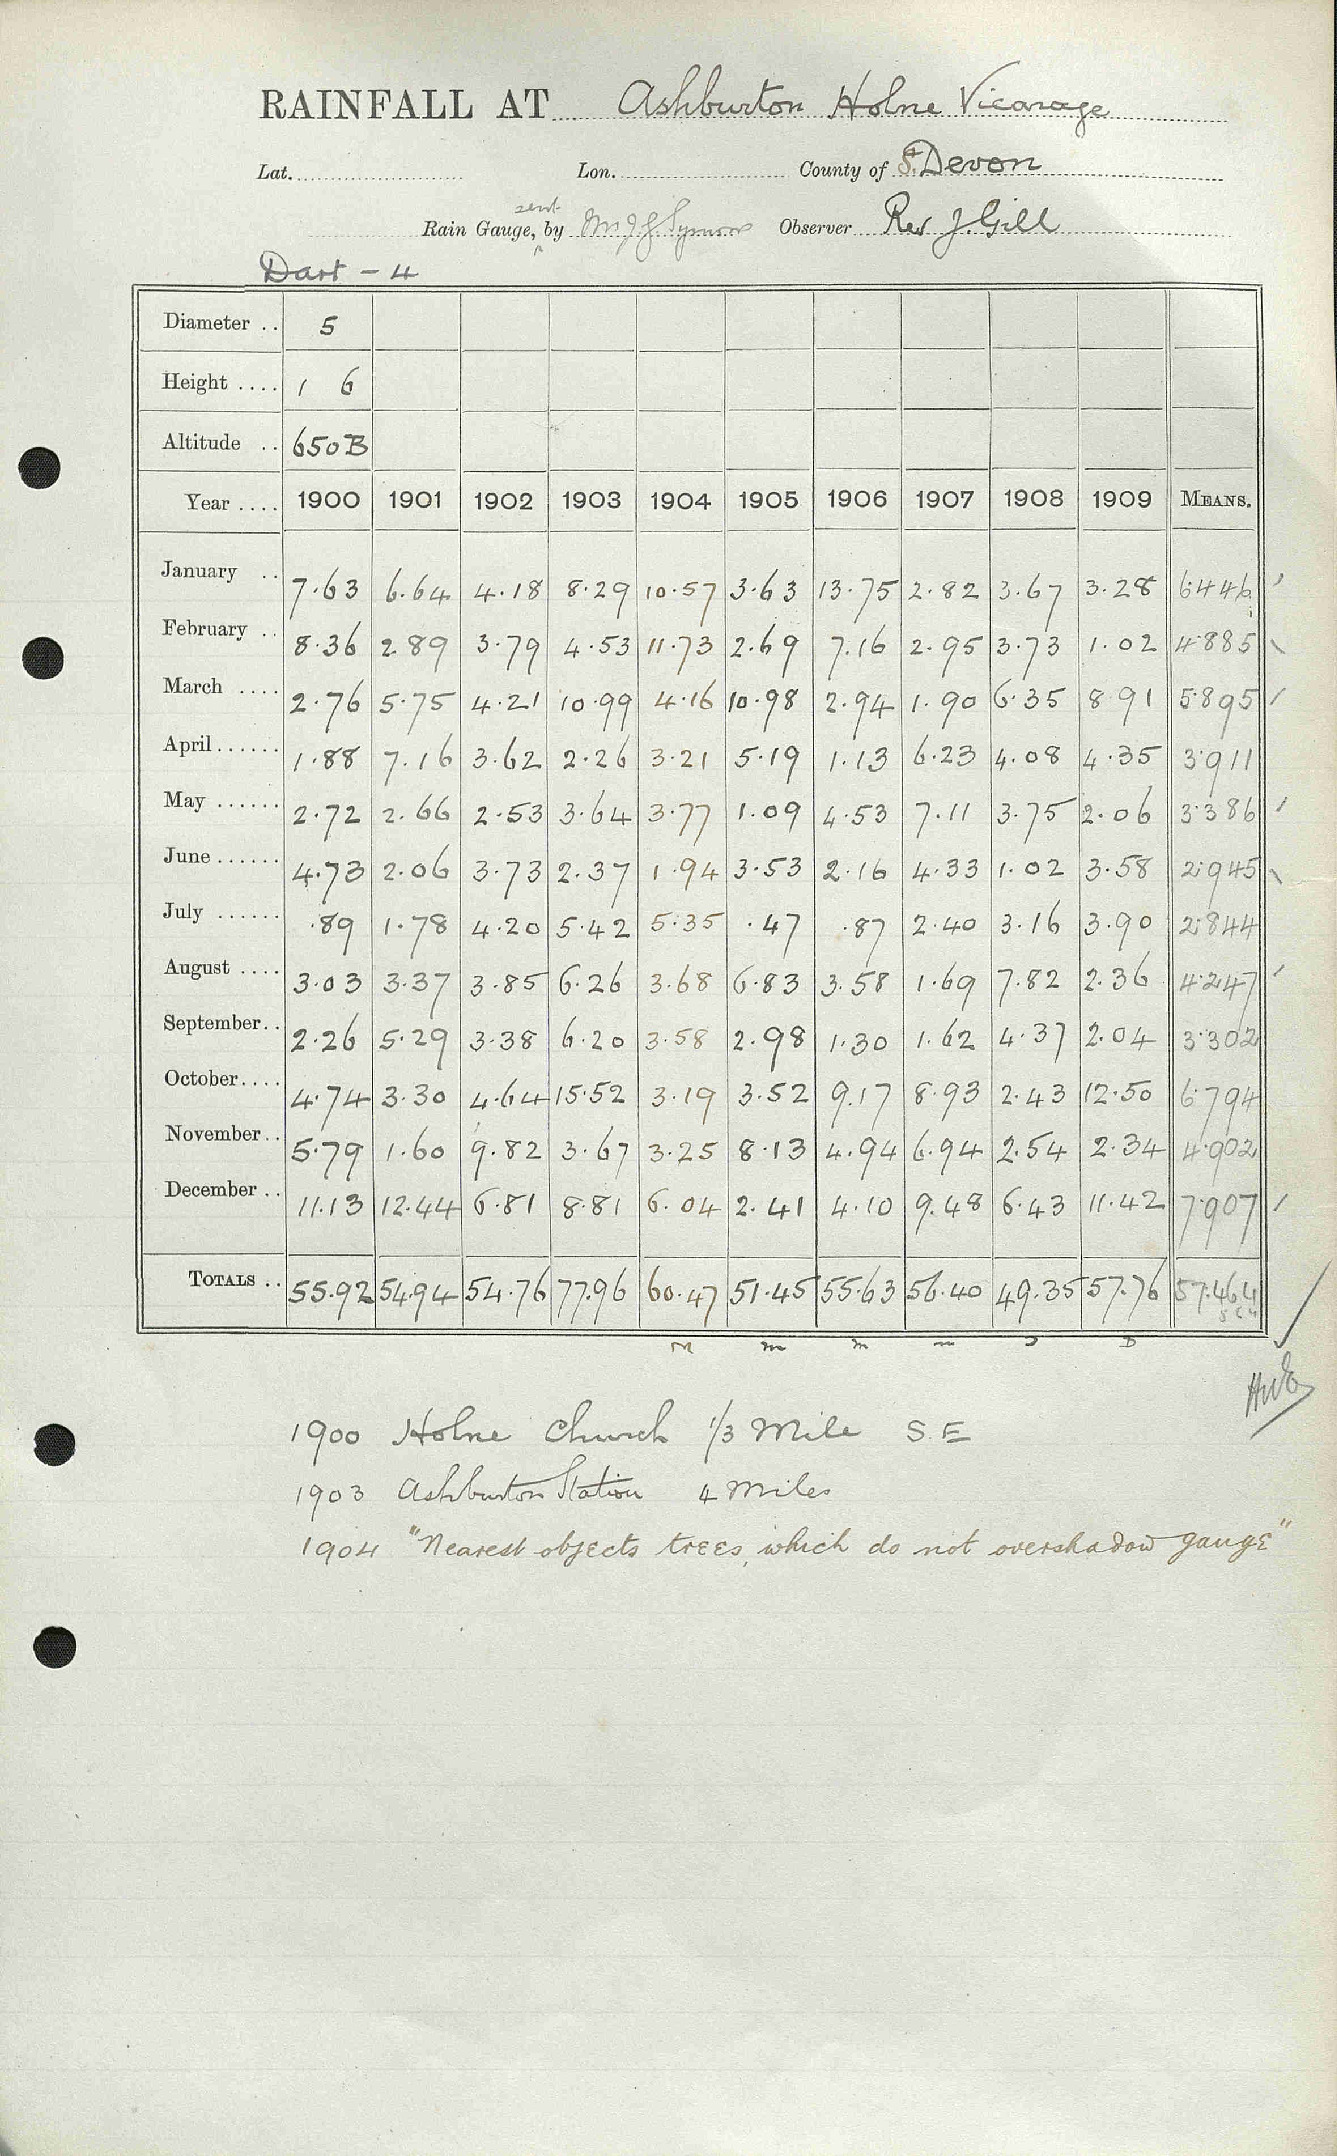 RAINFALL AT Ashburton Holne Vicarage
Lat. Lon. County of S. Devon
sent
Rain Gauge, by Mr J G Symons Observer Rev J. Gill
Dart - 4
Diameter .. 5
Height .... 1 6
Altitude .. 650 B
Year .... 1900 1901 1902 1903 1904 1905 1906 1907 1908 1909 MEANS.
January .. 7.63 6.64 4.18 8.29 10.57 3.63 13.75 2.82 3.67 3.28 6.446
February .. 8.36 2.89 3.79 4.53 11.73 2.69 7.16 2.95 3.73 1.02 4.885
March .... 2.76 5.75 4.21 10.99 4.16 10.98 2.94 1.90 6.35 8.91 5.895
April...... 1.88 7.16 3.62 2.26 3.21 5.19 1.13 6.23 4.08 4.35 3.911
May ...... 2.72 2.66 2.53 3.64 3.77 1.09 4.53 7.11 3.75 2.06 3.386
June...... 4.73 2.06 3.73 2.37 1.94 3.53 2.16 4.33 1.02 3.58 2.945
July ...... .89 1.78 4.20 5.42 5.35 .47 .87 2.40 3.16 3.90 2.844
August .... 3.03 3.37 3.85 6.26 3.68 6.83 3.58 1.69 7.82 2.36 4.247
September.. 2.26 5.29 3.38 6.20 3.58 2.98 1.30 1.62 4.37 2.04 3.302
October.... 4.74 3.30 4.64 15.52 3.19 3.52 9.17 8.93 2.43 12.50 6.794
November.. 5.79 1.60 9.82 3.67 3.25 8.13 4.94 6.94 2.54 2.34 4.902
December .. 11.13 12.44 6.81 8.81 6.04 2.41 4.10 9.48 6.43 11.42 7.907
TOTALS .. 55.92 54.94 54.76 77.96 60.47 51.45 55.63 56.40 49.35 57.76 57.464
1900 Holne Church 1/3 Mile S.E
1903 Ashburton Station 4 Miles
1904 "Nearest objects trees, which do not overshadow gauge"